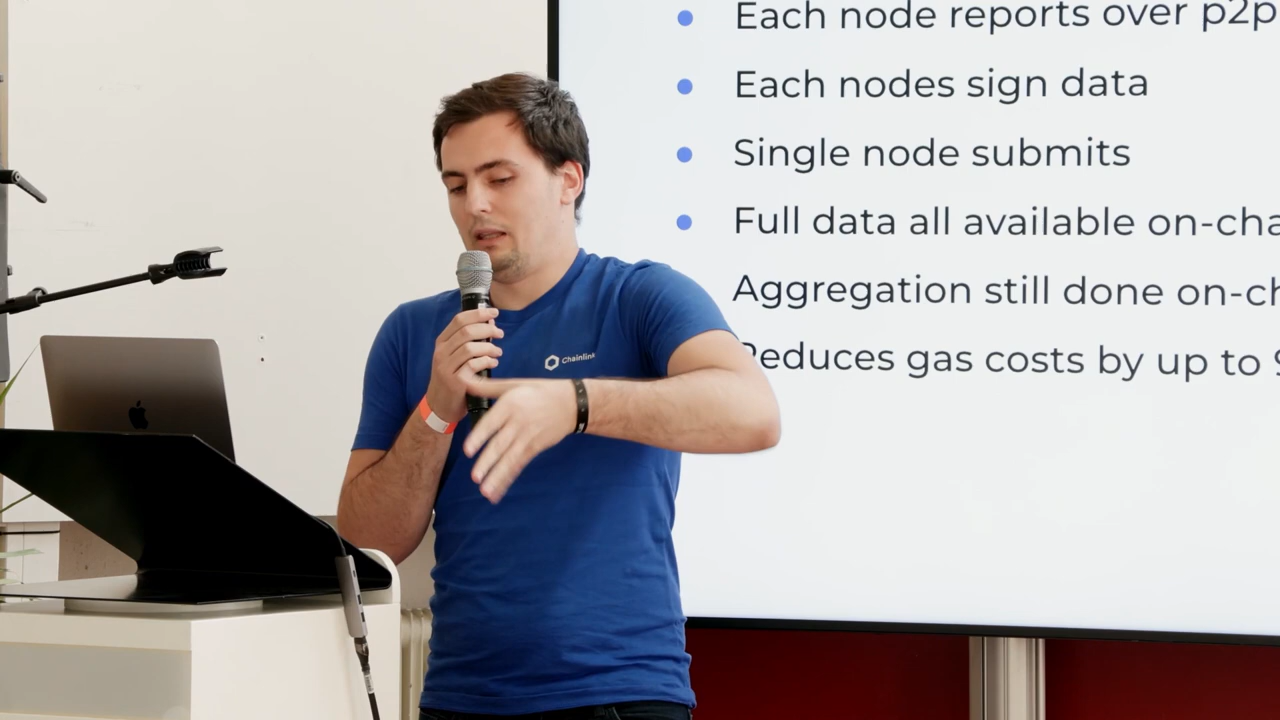 Each node reports over p2p
Each nodes sign data
Single node submits
Full data all available on-cha
Aggregation still done on-ch
Reduces gas costs by up to
Chainlink